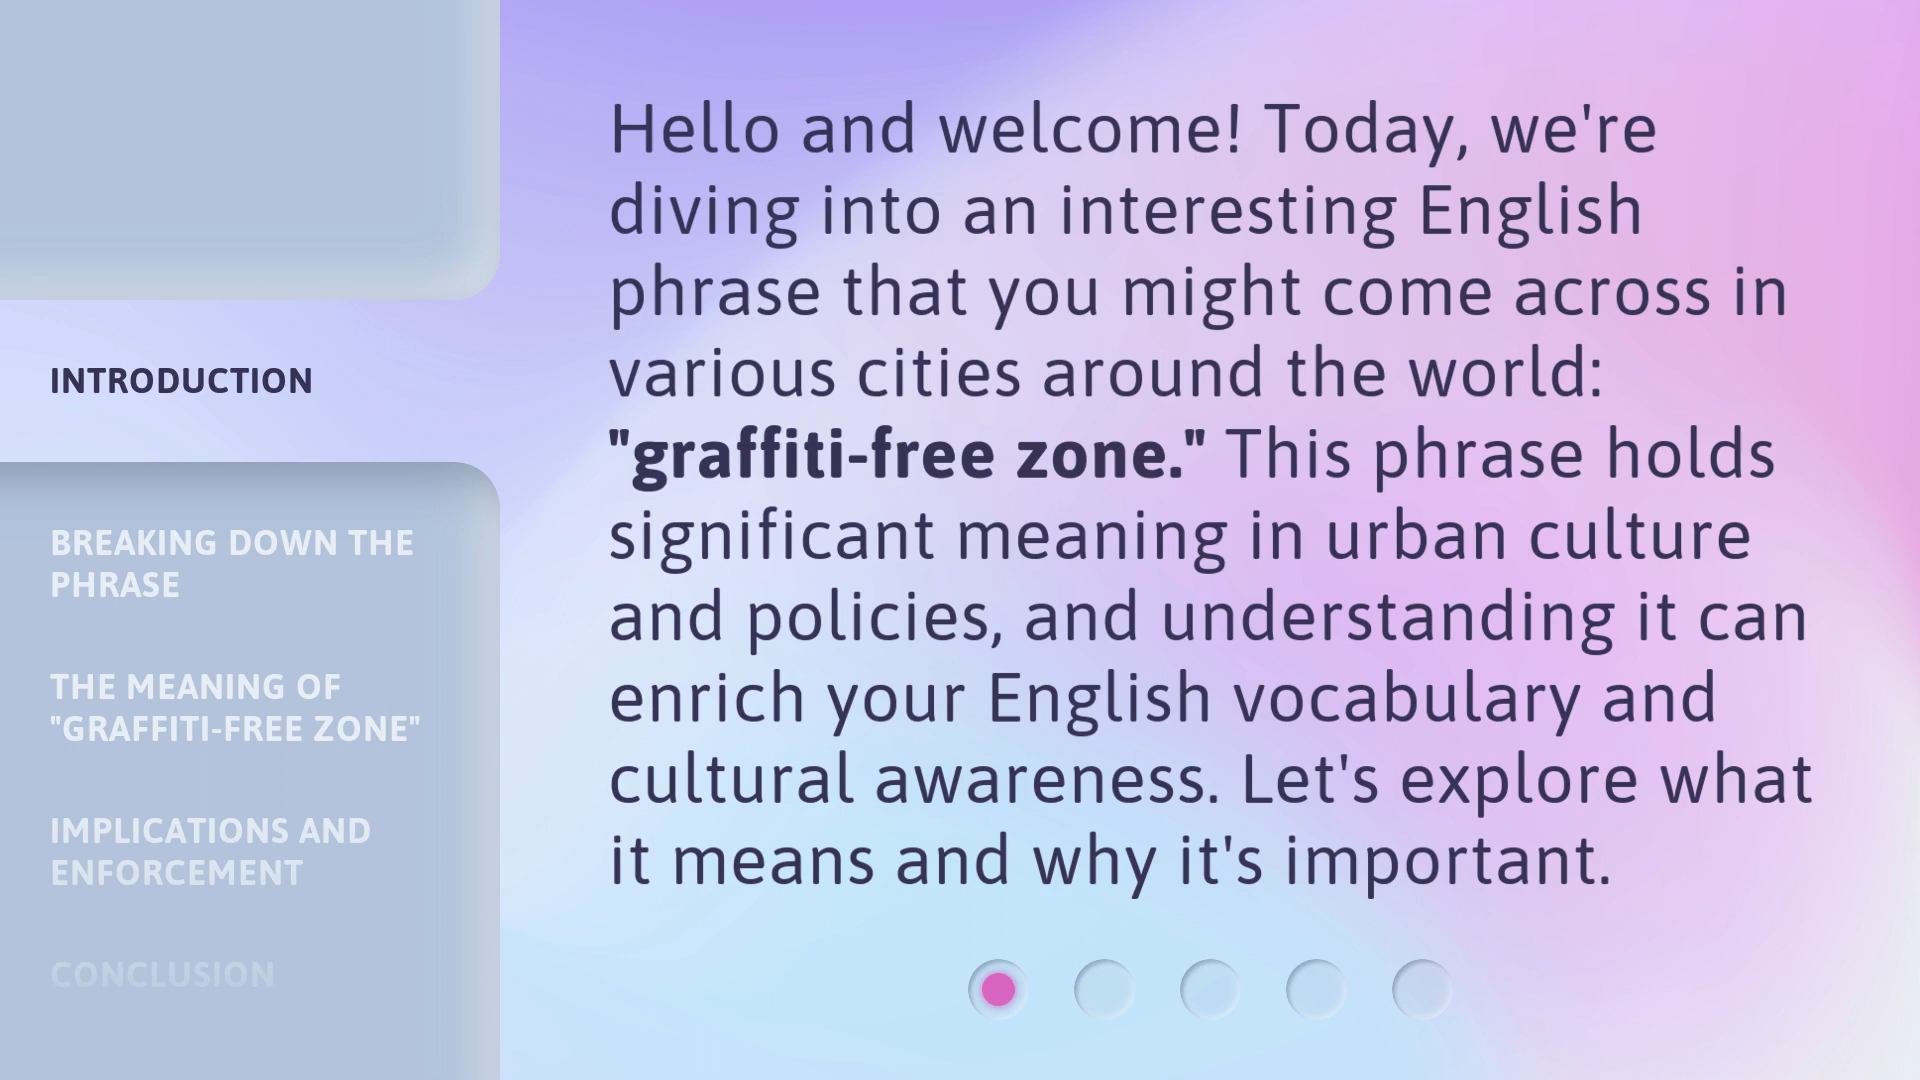 INTRODUCTION
BREAKING DOWN THE
PHRASE
THE MEANING OF
"GRAFFITI-FREE ZONE"
IMPLICATIONS AND
ENFORCEMENT
CONCLUSION
Hello and welcome! Today, we're
diving into an interesting English
phrase that you might come across in
various cities around the world:
"graffiti-free zone." This phrase holds
significant meaning in urban culture
and policies, and understanding it can
enrich your English vocabulary and
cultural awareness. Let's explore what
it means and why it's important.